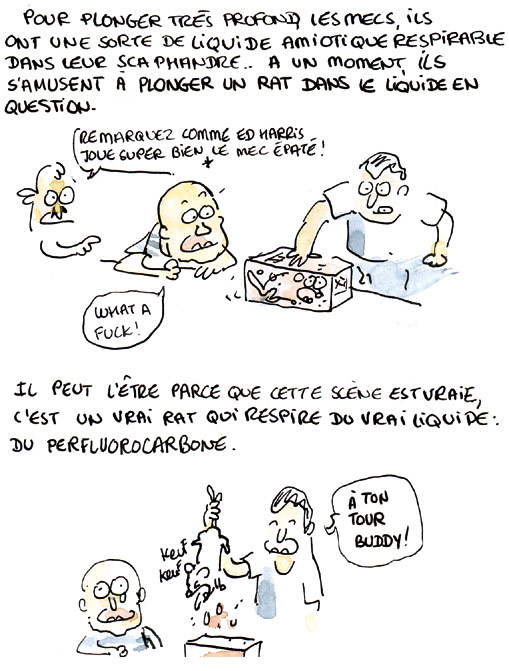 POUR PLONGER TRÈS PROFOND, LES MECS, ILS
ONT UNE SORTE DE LIQUIDE AMIOTIQUE RESPIRABLE
DANS LEUR SCAPHANDRE.. A UN MOMENT, ILS
S'AMUSENT À PLONGER UN RAT DANS LE LIQUIDE EN
QUESTION.
REMARQUEZ COMME ED HARRIS
JOUE SUPER BIEN LE MEC ÉPATÉ!
WHAT A
FUCK!
IL PEUT L'ÊTRE PARCE QUE CETTE SCÈNE EST VRAIE,
C'EST UN VRAI RAT QUI RESPIRE DU VRAI LIQUIDE:
DU PERFLUOROCARBONE.
À TON
TOUR
BUDDY!
KEUF
KEUF